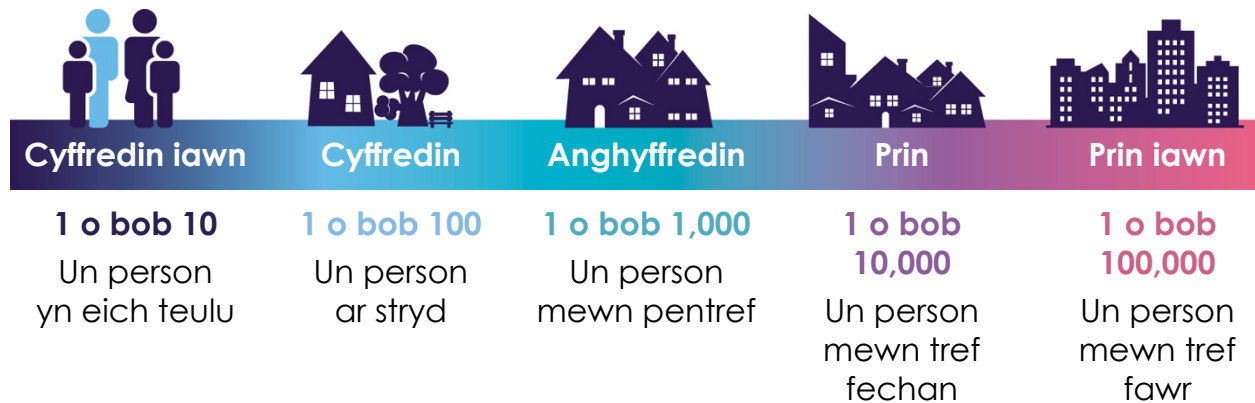 Cyffredin iawn
Cyffredin
Anghyffredin
Prin
Prin iawn
1 o bob 10
Un person
yn eich teulu
1 o bob 100
Un person
ar stryd
1 o bob 1,000
Un person
mewn pentref
1 o bob
10,000
Un person
mewn tref
fechan
1 o bob
100,000
Un person
mewn tref
fawr